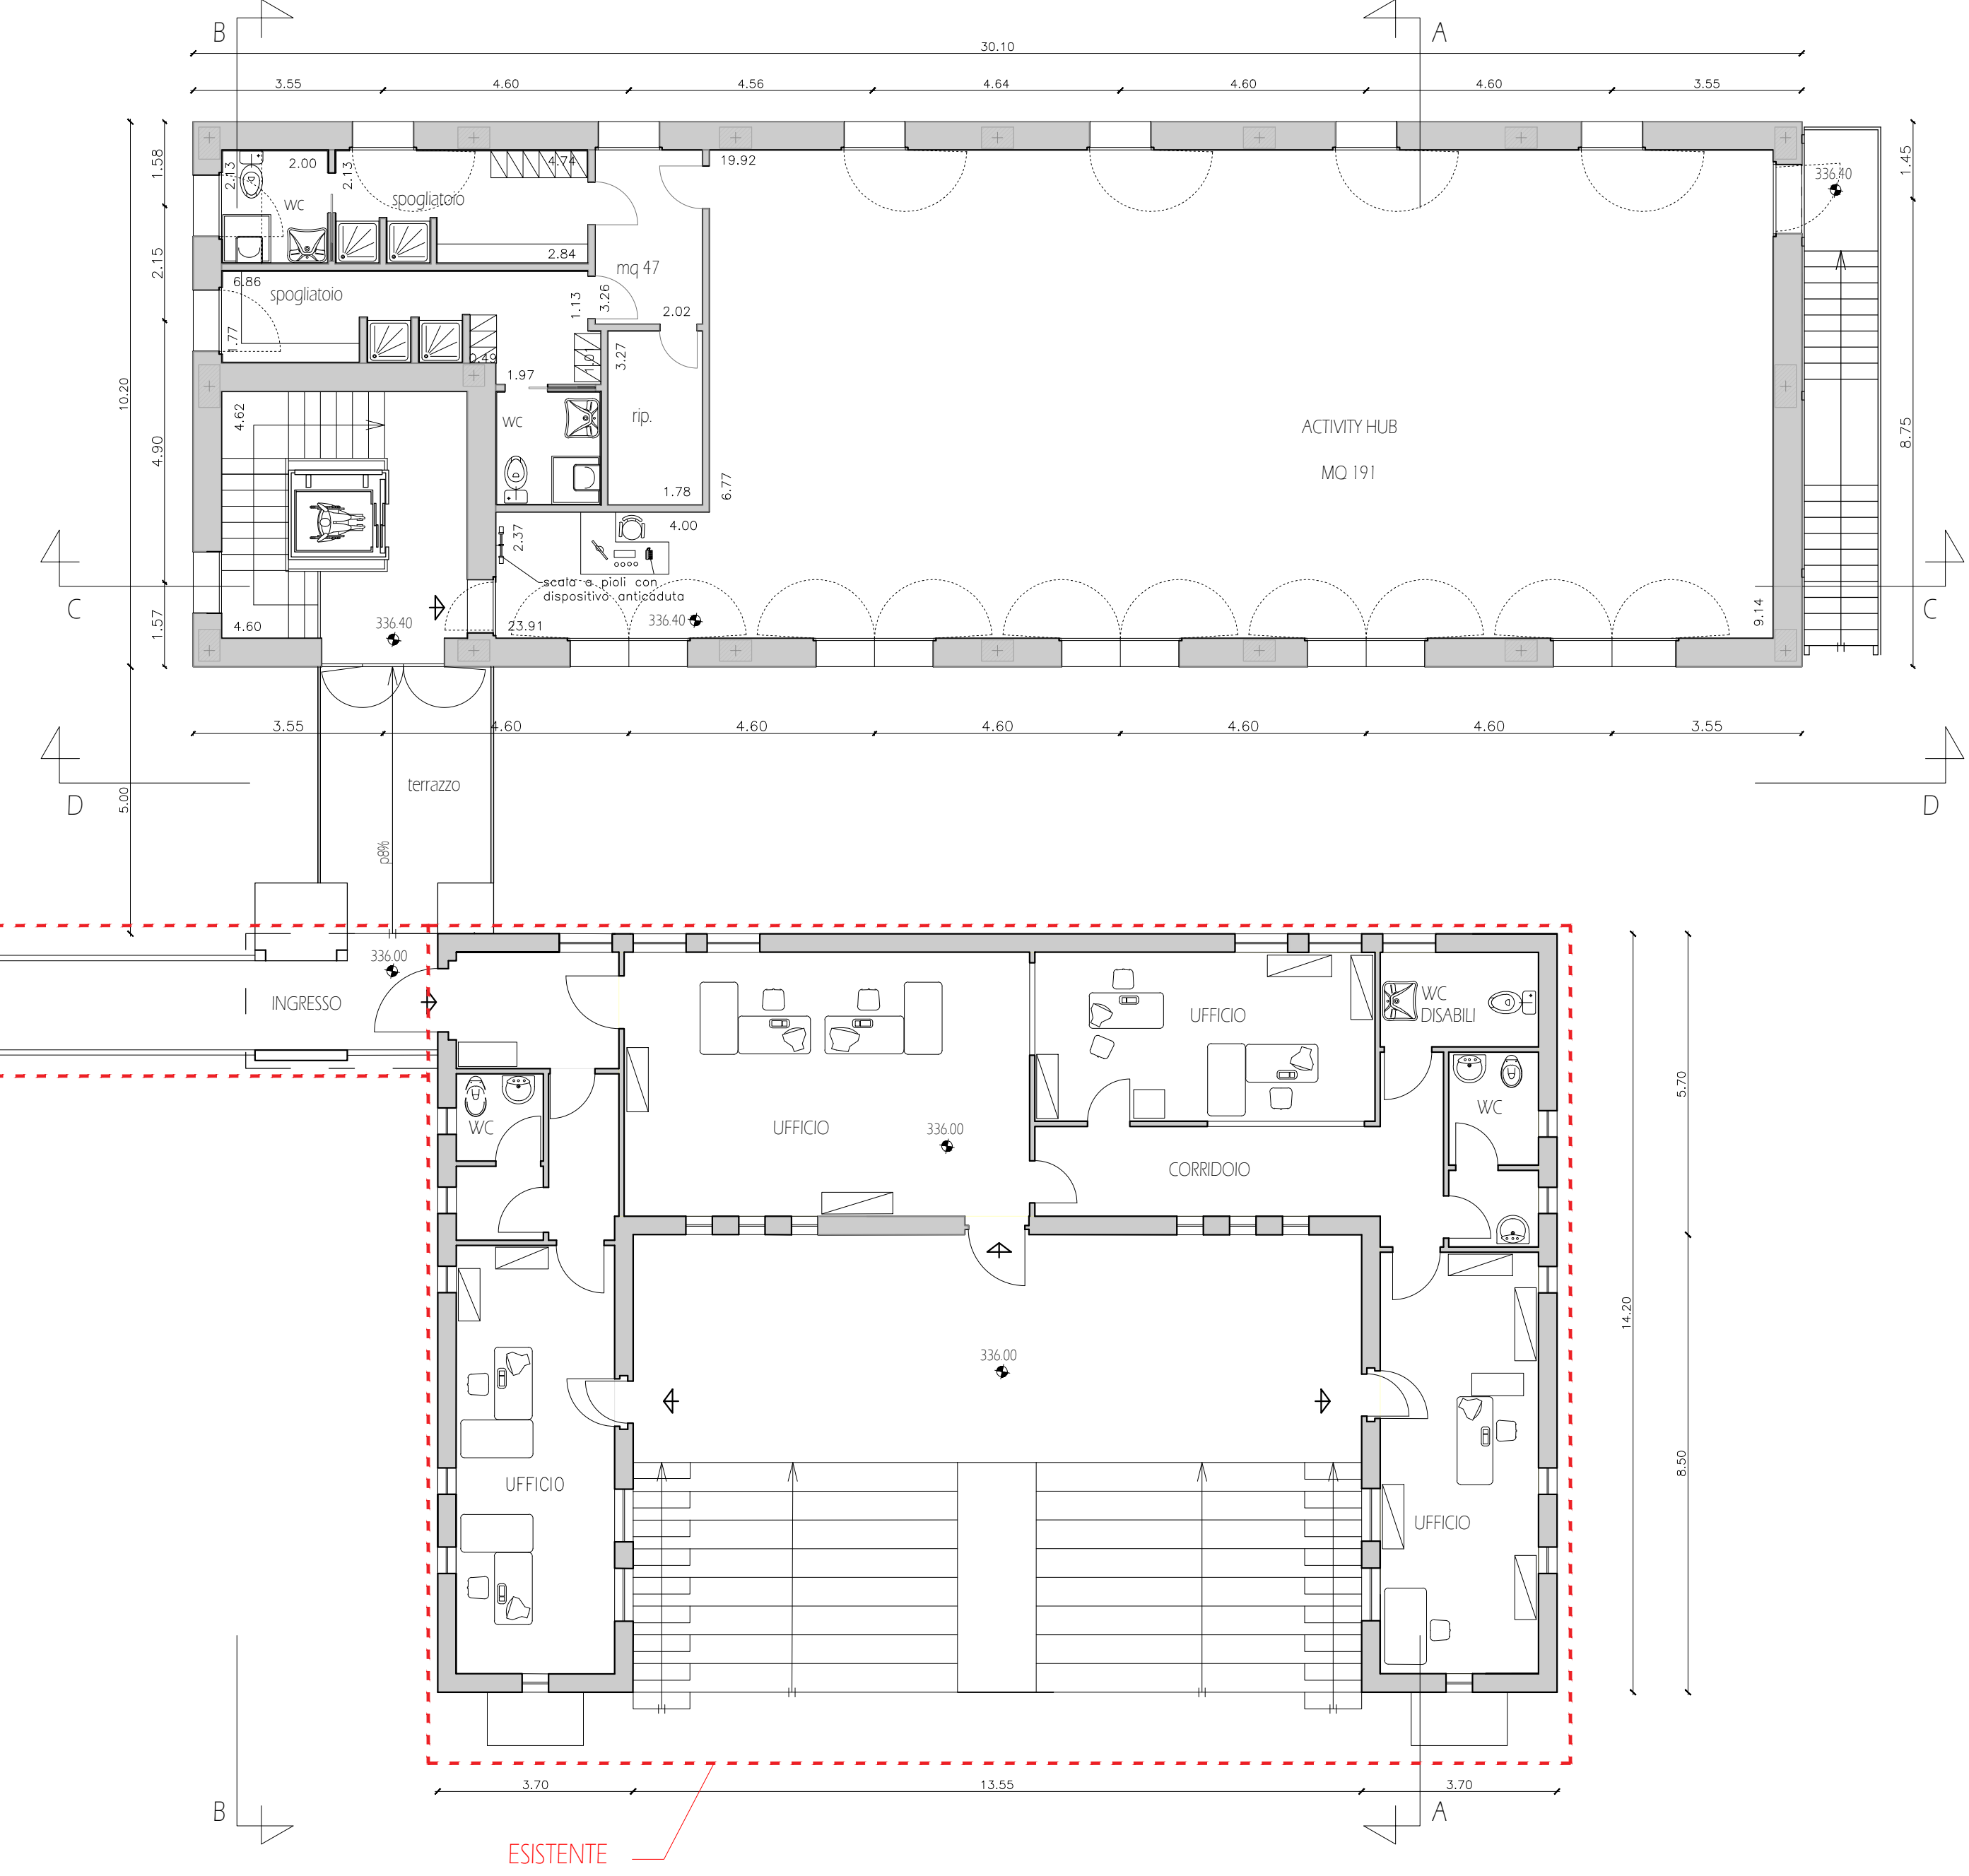 B
A
30.10
3.55
4.60
4.56
4.64
4.60
4.60
3.55
1.58
2.13
2.00
2.13
4.74
19.92
1.45
336.40
wc
spogliatoio
2.15
2.84
mq 47
6.86
spogliatoio
1.13
3.26
2.02
1.77
0.49
1.01
3.27
1.97
10.20
4.62
wc
rip.
ACTIVITY HUB
8.75
4.90
MQ 191
1.78
6.77
2.37
4.00
scala a pioli con
dispositivo anticaduta
C
C
1.57
4.60
336.40
23.91
336.40
9.14
3.55
4.60
4.60
4.60
4.60
4.60
3.55
terrazzo
5.00
D
D
p8%
336.00
INGRESSO
UFFICIO
WC
DISABILI
5.70
WC
UFFICIO
336.00
WC
CORRIDOIO
14.20
336.00
UFFICIO
8.50
UFFICIO
3.70
13.55
3.70
B
A
ESISTENTE